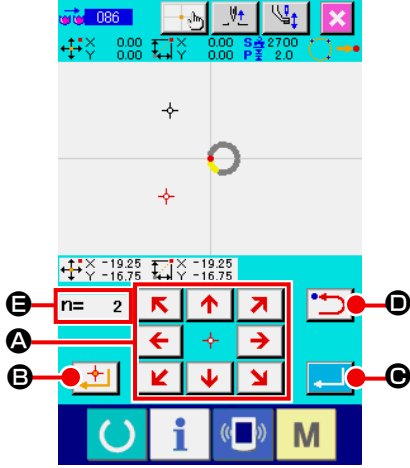 086
X 0.00 X 0.00 S 2700
Y 0.00 Y 0.00 P 2.0
X -19.25 X -19.25
Y -16.75 Y -16.75
E n= 2 D
A
B C
i M